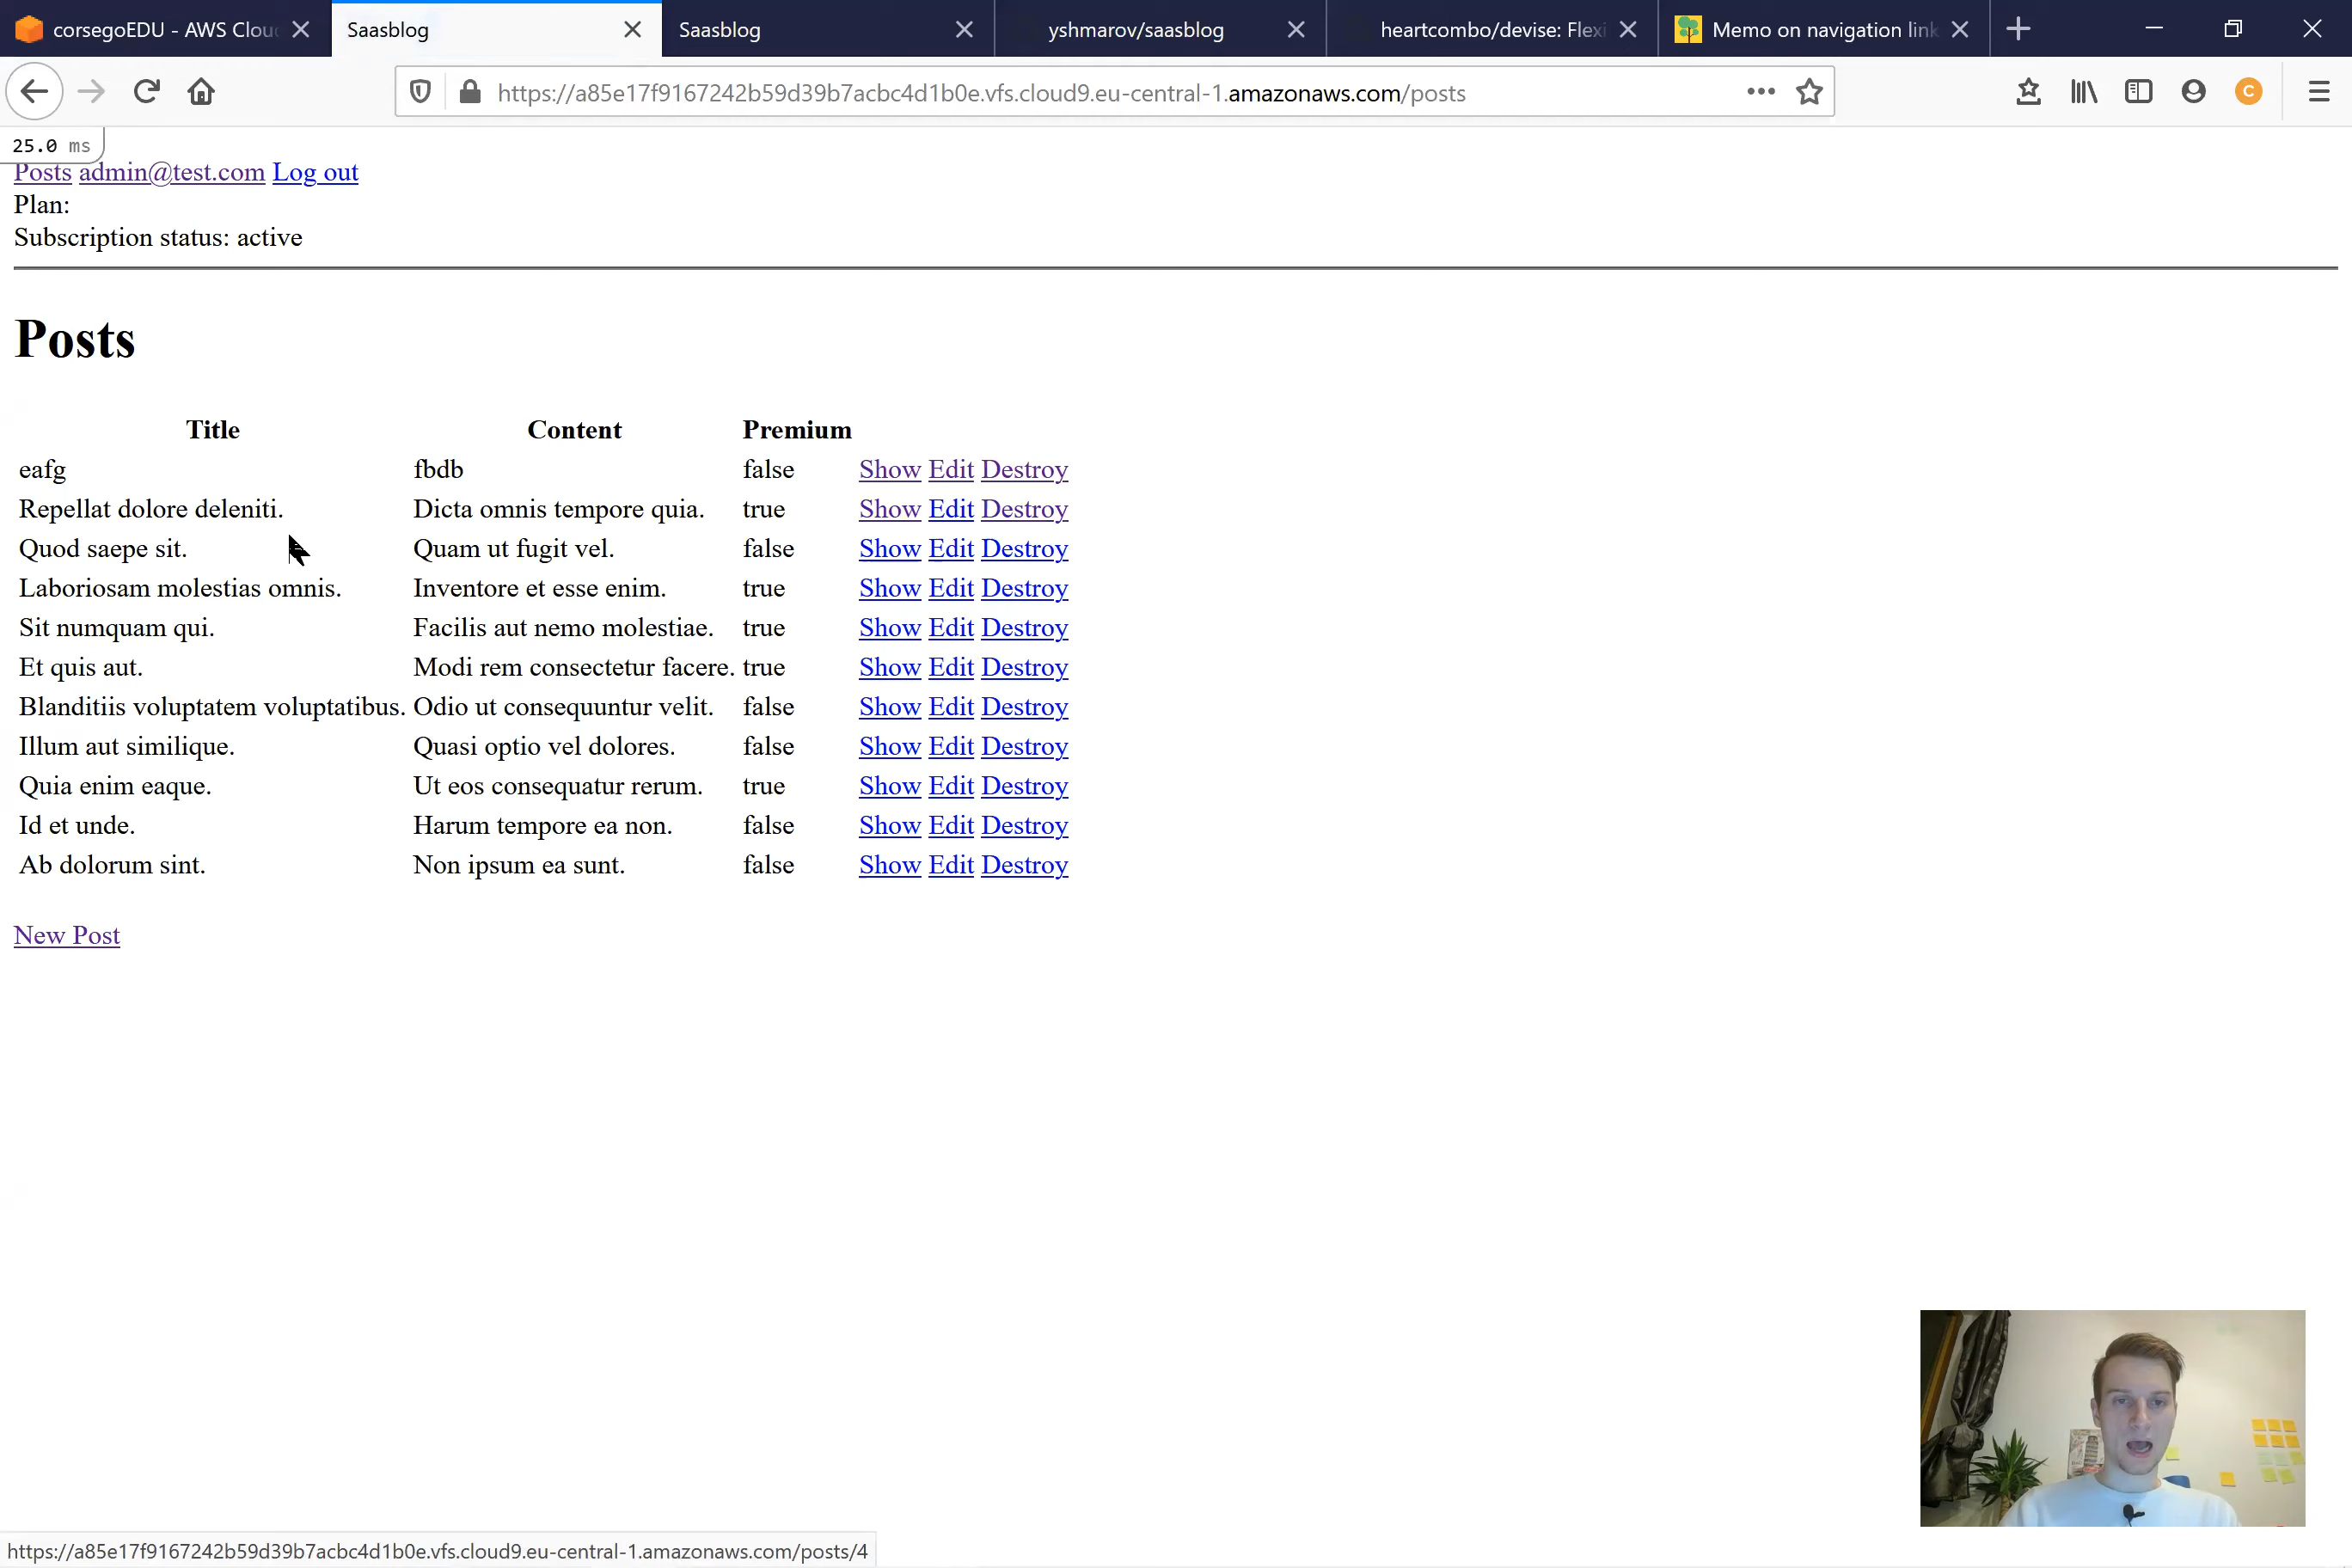 corsegoEDU - AWS Clou
Saasblog
Saasblog
yshmarov/saasblog
heartcombo/devise: Flexi
Memo on navigation link
https://a85e17f9167242b59d39b7acbc4d1b0e.vfs.cloud9.eu-central-1.amazonaws.com/posts
C
25.0 ms
Posts admin@test.com Log out
Plan:
Subscription status: active
Posts
Title Content Premium
eafg fbdb false Show Edit Destroy
Repellat dolore deleniti. Dicta omnis tempore quia. true Show Edit Destroy
Quod saepe sit. Quam ut fugit vel. false Show Edit Destroy
Laboriosam molestias omnis. Inventore et esse enim. true Show Edit Destroy
Sit numquam qui. Facilis aut nemo molestiae. true Show Edit Destroy
Et quis aut. Modi rem consectetur facere. true Show Edit Destroy
Blanditiis voluptatem voluptatibus. Odio ut consequuntur velit. false Show Edit Destroy
Illum aut similique. Quasi optio vel dolores. false Show Edit Destroy
Quia enim eaque. Ut eos consequatur rerum. true Show Edit Destroy
Id et unde. Harum tempore ea non. false Show Edit Destroy
Ab dolorum sint. Non ipsum ea sunt. false Show Edit Destroy
New Post
https://a85e17f9167242b59d39b7acbc4d1b0e.vfs.cloud9.eu-central-1.amazonaws.com/posts/4